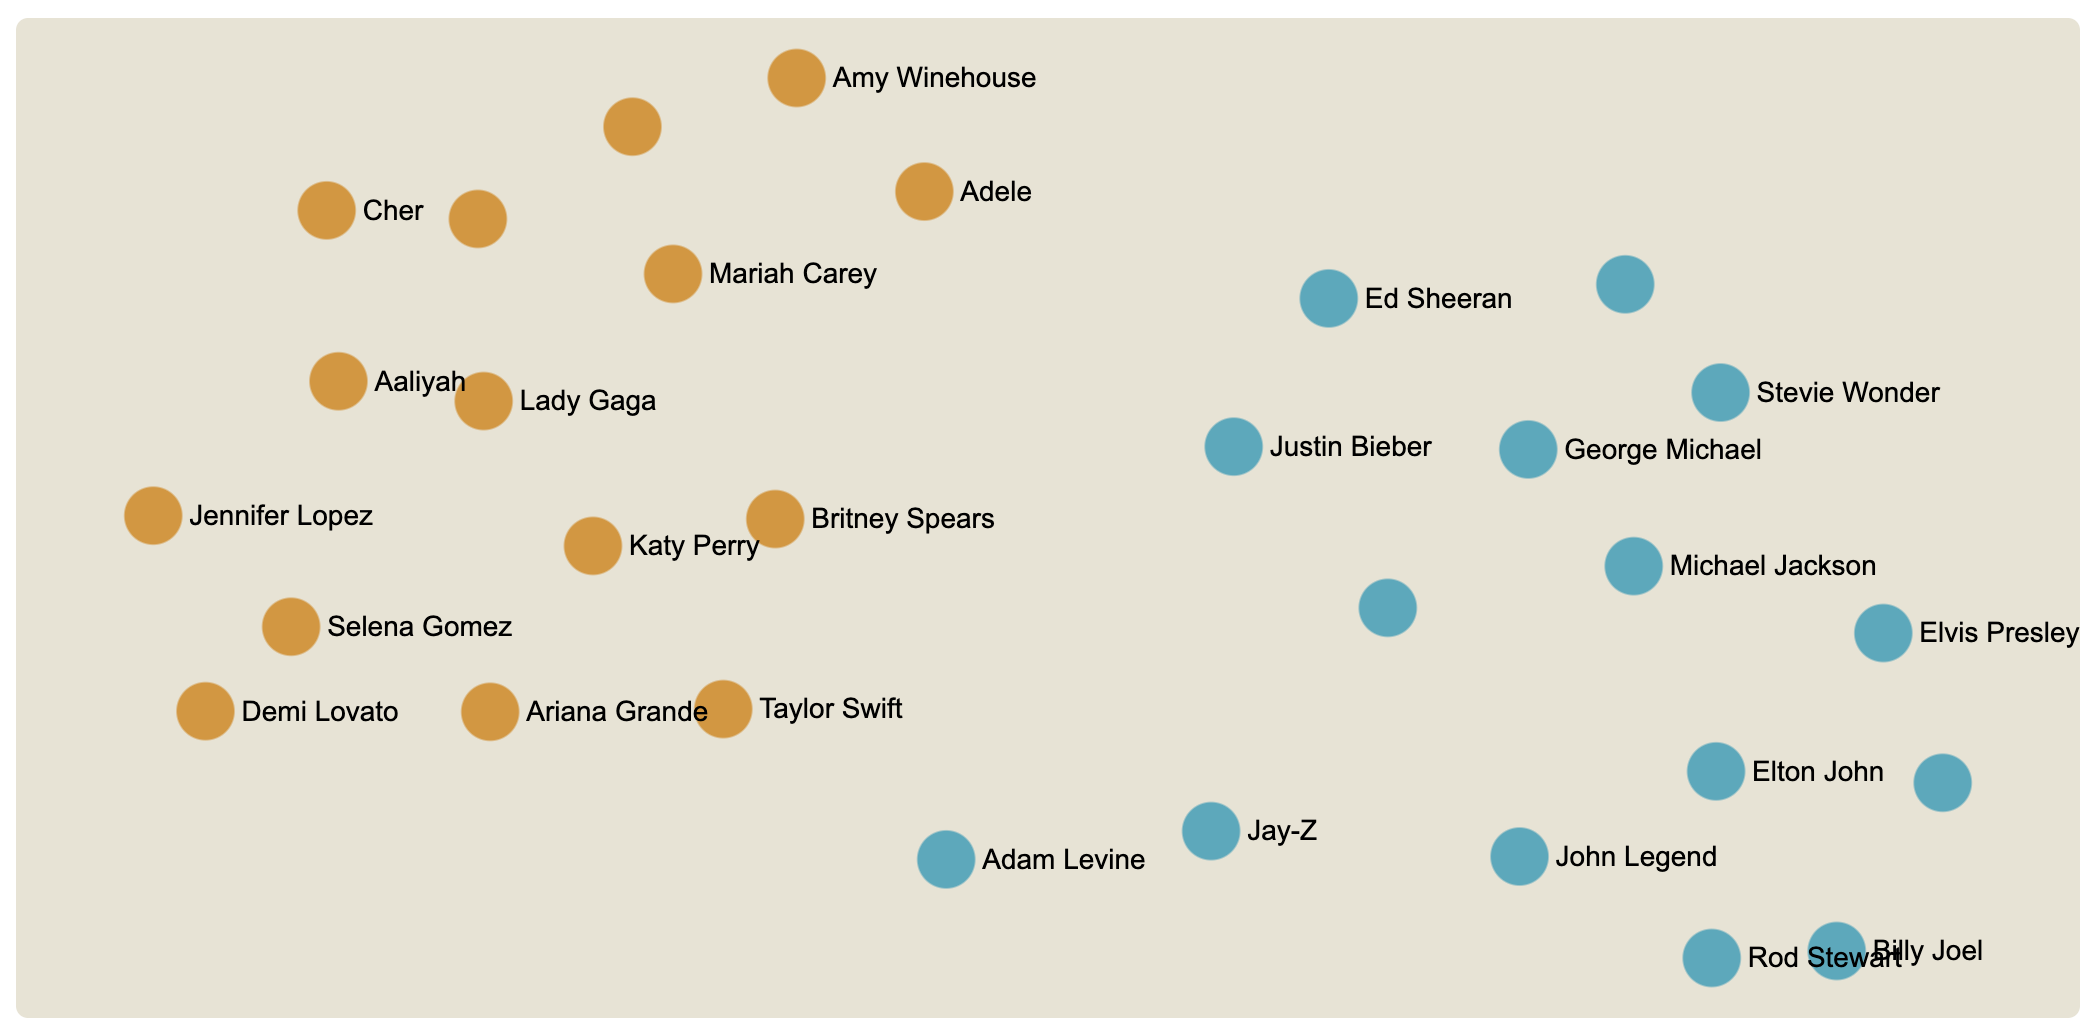 Amy Winehouse
Adele
Cher
Mariah Carey
Ed Sheeran
Aaliyah
Lady Gaga
Stevie Wonder
Justin Bieber
George Michael
Jennifer Lopez
Britney Spears
Katy Perry
Michael Jackson
Selena Gomez
Elvis Presley
Demi Lovato
Ariana Grande
Taylor Swift
Elton John
Jay-Z
Adam Levine
John Legend
Rod Stewart
Billy Joel